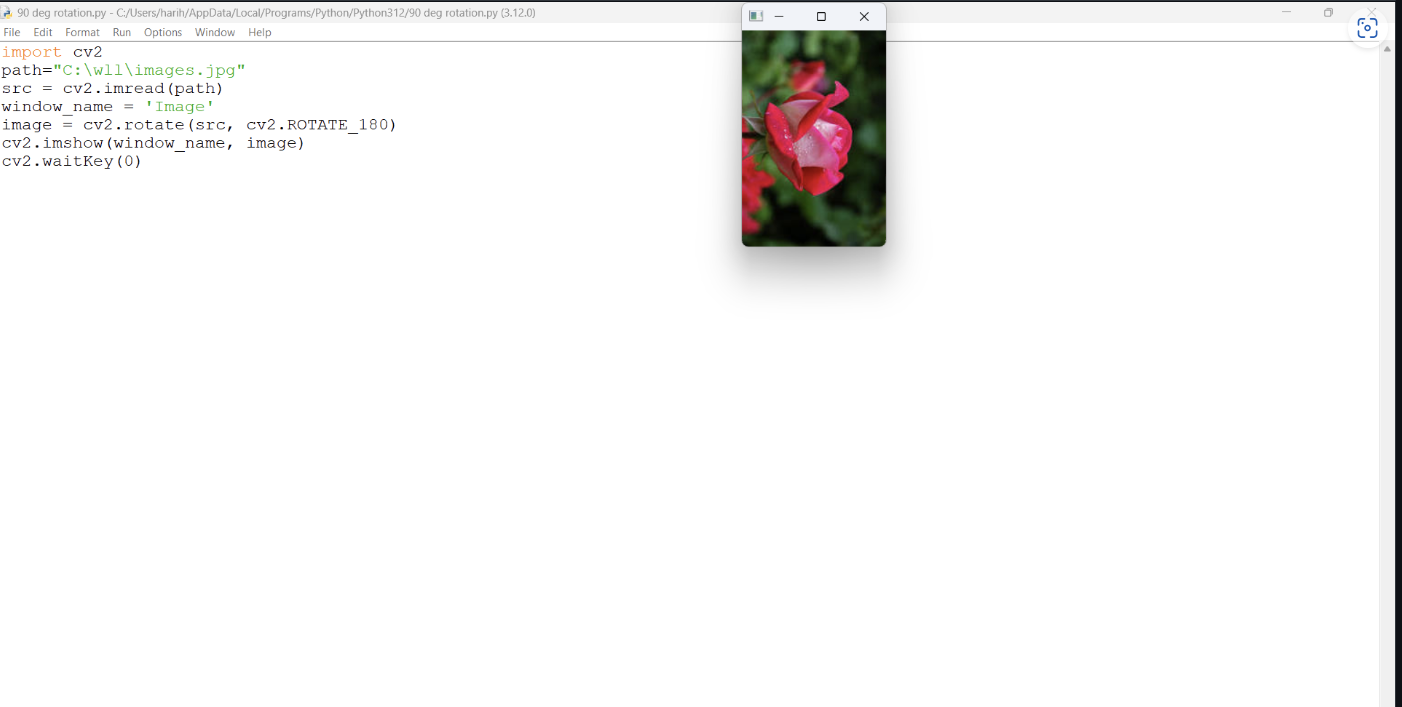 90 deg rotation.py - C:/Users/harih/AppData/Local/Programs/Python/Python312/90 deg rotation.py (3.12.0)
File Edit Format Run Options Window Help
import cv2
path="C:\wll\images.jpg"
src = cv2.imread(path)
window_name = 'Image'
image = cv2.rotate(src, cv2.ROTATE_180)
cv2.imshow(window_name, image)
cv2.waitKey(0)